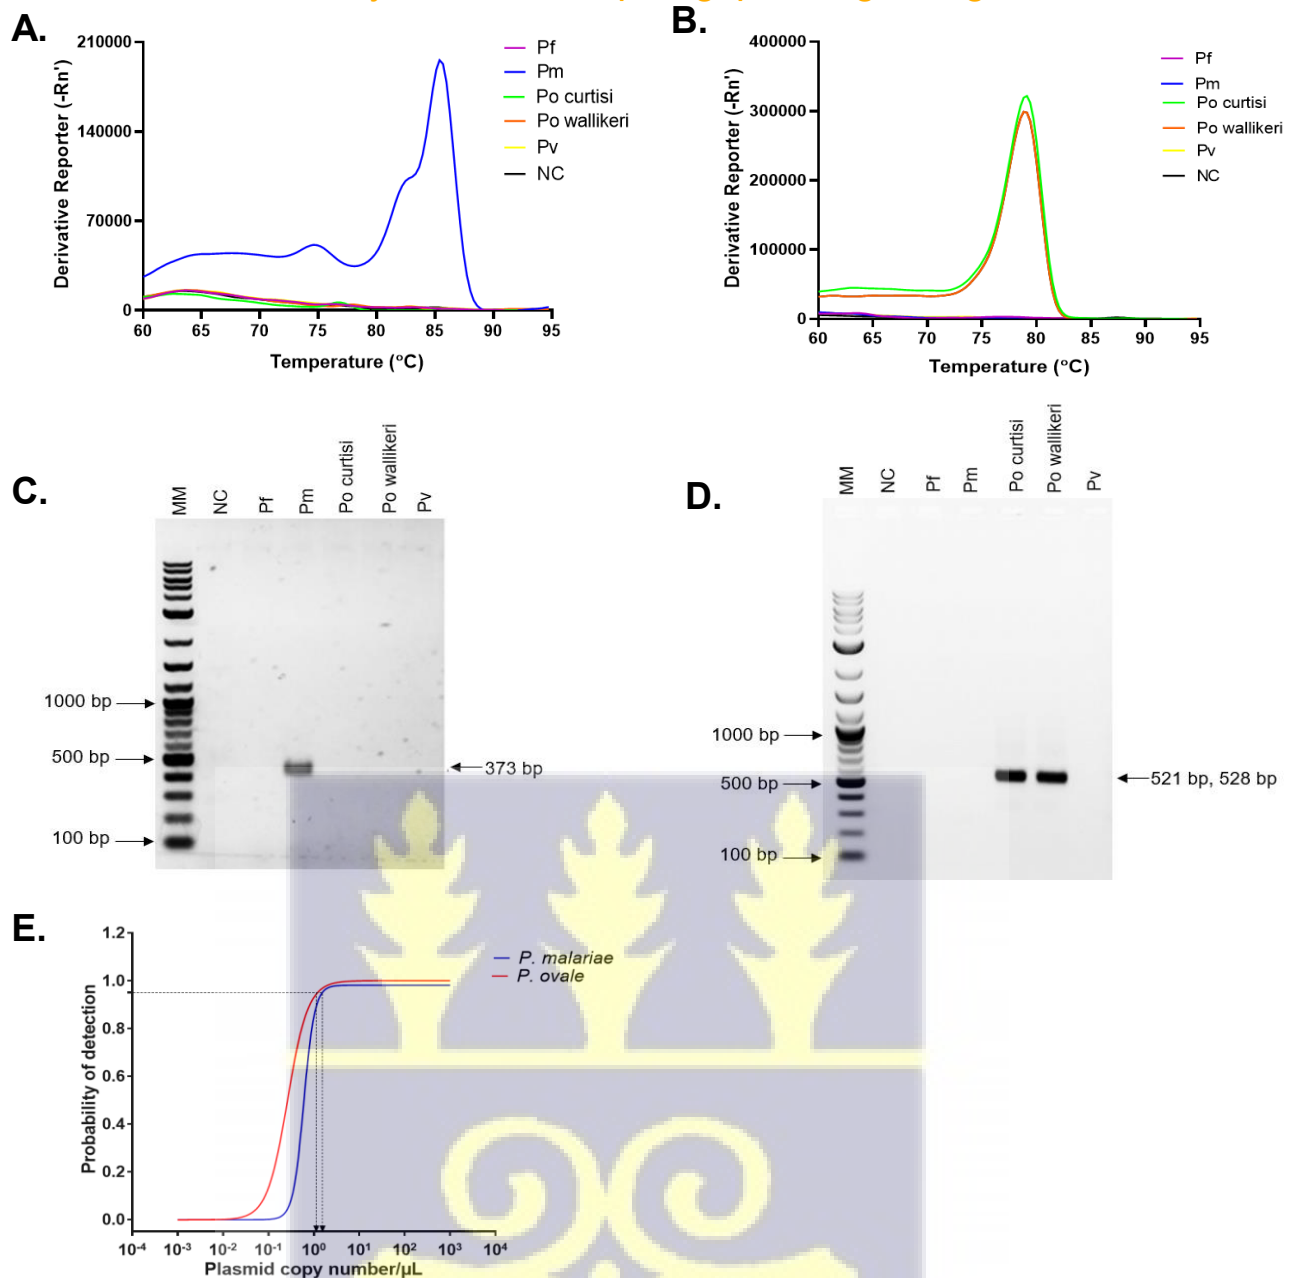 A.
210000
140000
70000
0
60 65 70 75 80 85 90 95
Derivative Reporter (-Rn')
Temperature (°C)
Pf
Pm
Po curtisi
Po wallikeri
Pv
NC
B.
400000
300000
200000
100000
0
60 65 70 75 80 85 90 95
Derivative Reporter (-Rn')
Temperature (°C)
Pf
Pm
Po curtisi
Po wallikeri
Pv
NC
C.
MM NC Pf Pm Po curtisi Po wallikeri Pv
1000 bp
500 bp
100 bp
373 bp
D.
MM NC Pf Pm Po curtisi Po wallikeri Pv
1000 bp
500 bp
100 bp
521 bp, 528 bp
E.
1.2
1.0
0.8
0.6
0.4
0.2
0.0
10⁻⁴ 10⁻³ 10⁻² 10⁻¹ 10⁰ 10¹ 10² 10³ 10⁴
Probability of detection
Plasmid copy number/µL
P. malariae
P. ovale